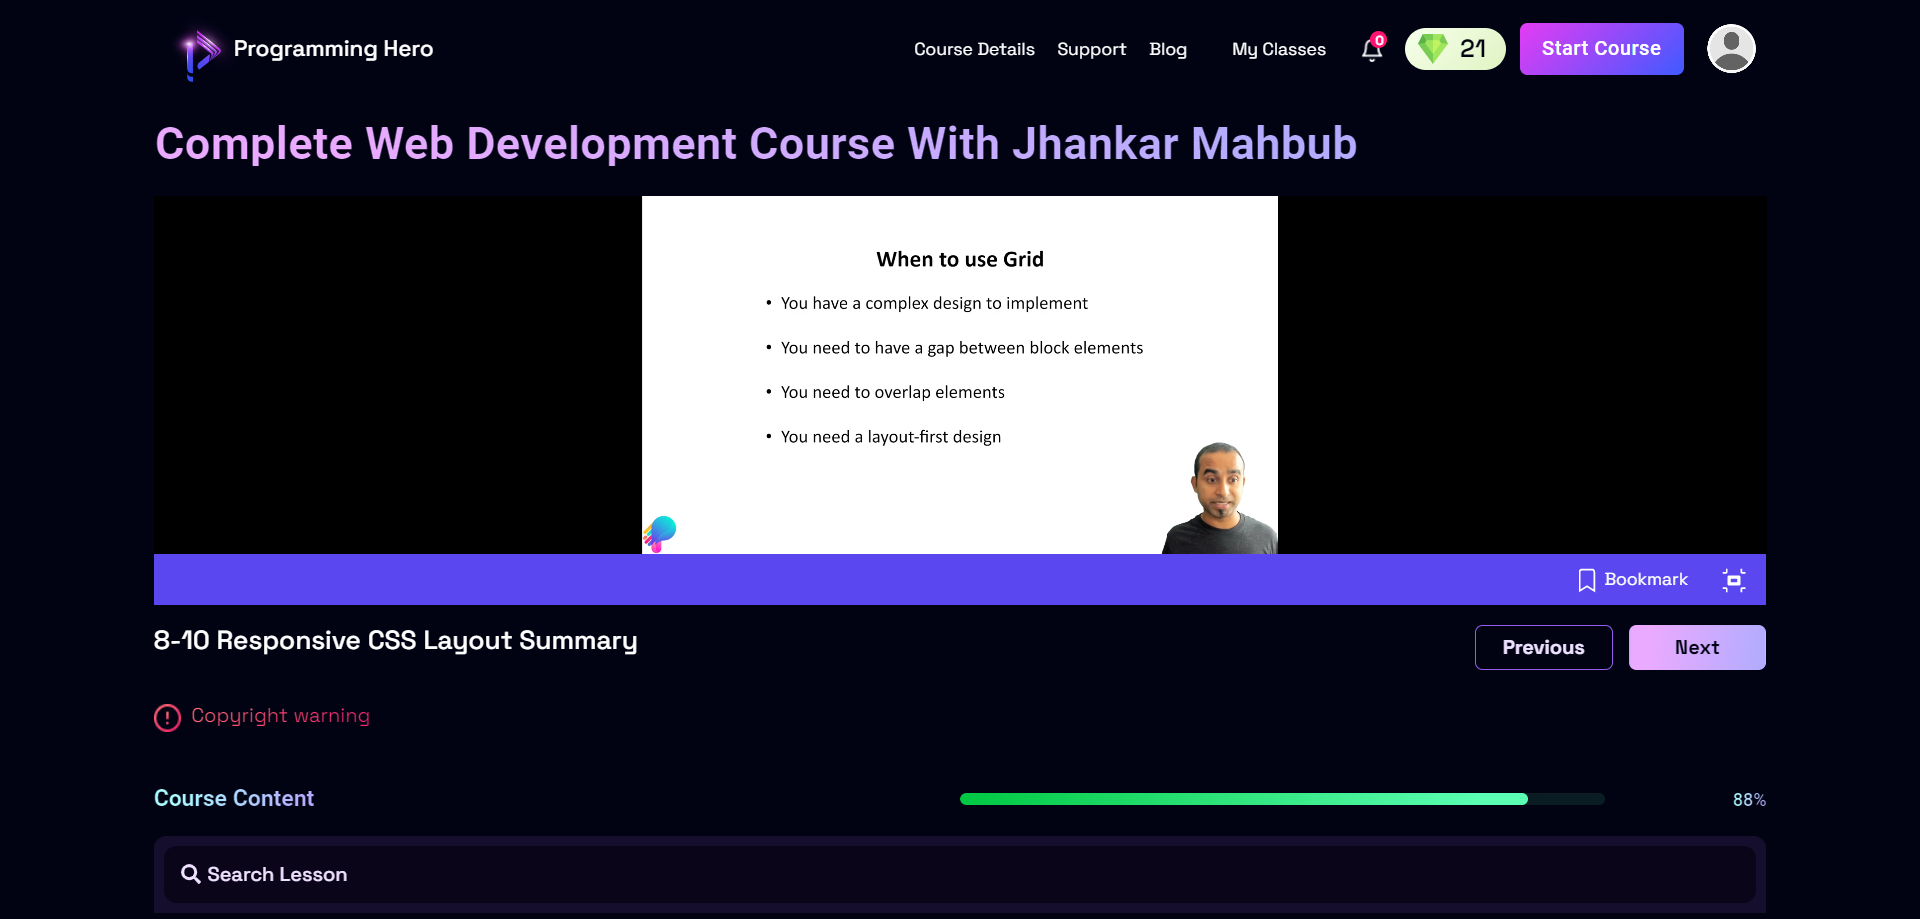 Programming Hero
Course Details Support Blog My Classes 0 21 Start Course
Complete Web Development Course With Jhankar Mahbub
When to use Grid
• You have a complex design to implement
• You need to have a gap between block elements
• You need to overlap elements
• You need a layout-first design
Bookmark
8-10 Responsive CSS Layout Summary
Previous Next
Copyright warning
Course Content 88%
Search Lesson